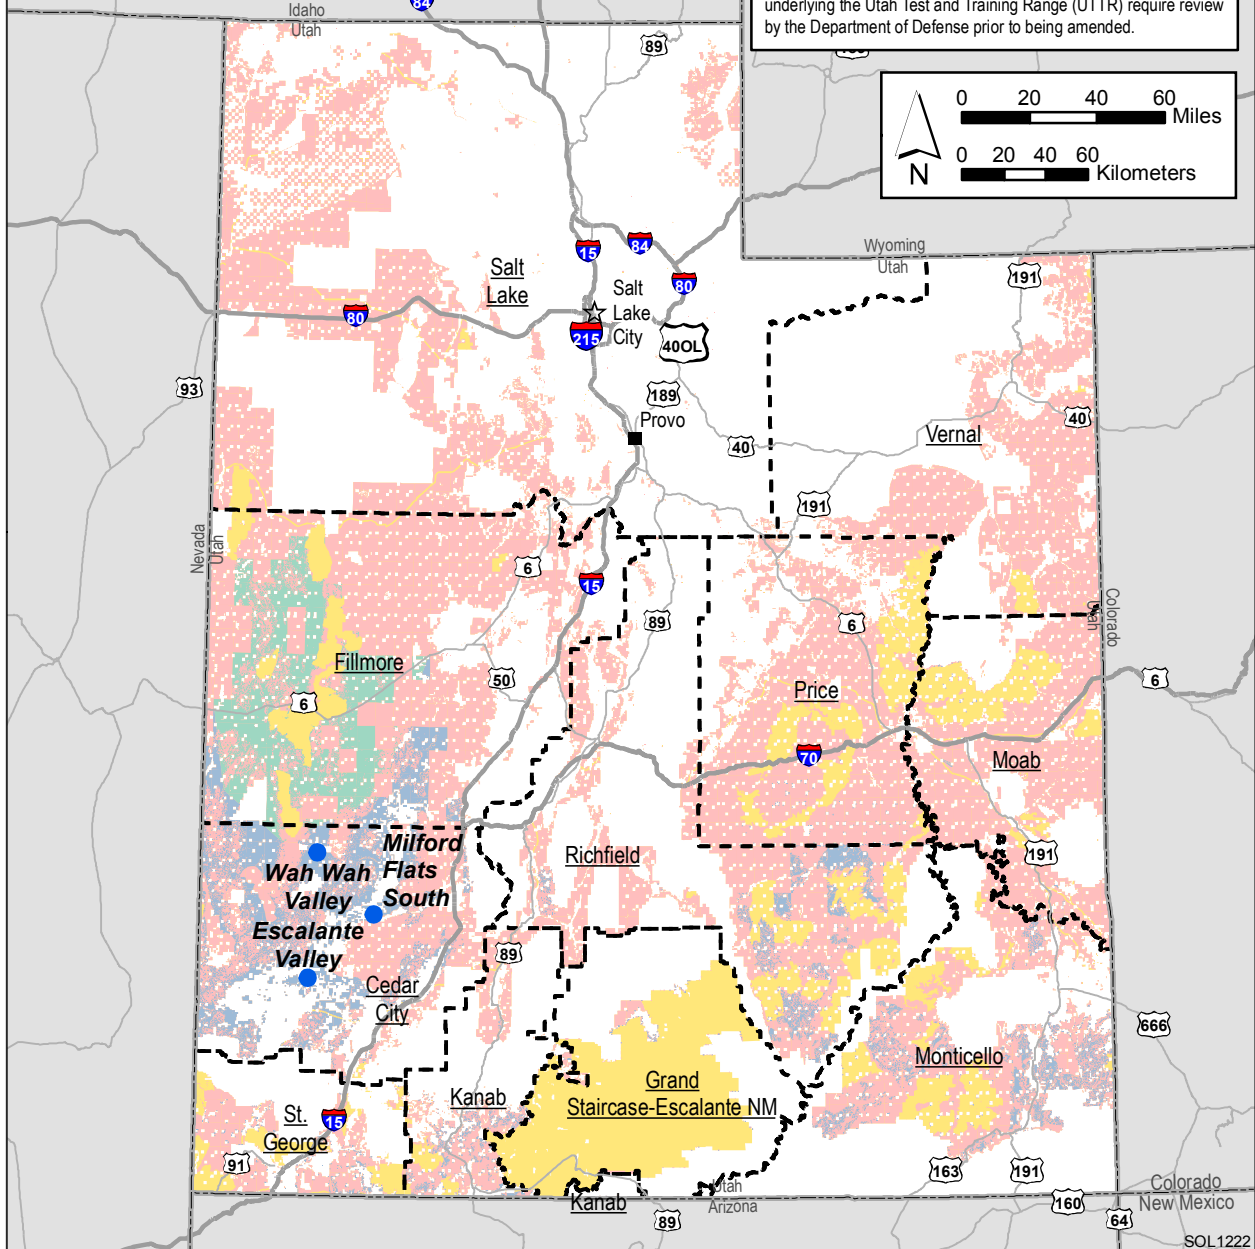 84
Idaho
Utah
underlying the Utah Test and Training Range (UTTR) require review
by the Department of Defense prior to being amended.
89
0 20 40 60
Miles
0 20 40 60
Kilometers
N
Wyoming
Utah
15
84
191
Salt
Lake
80
Salt
Lake
City
80
215
40OL
93
189
Provo
40
40
Vernal
191
Nevada
Utah
6
15
89
6
Colorado
Utah
Fillmore
50
6
Price
6
70
Moab
Milford
Flats
South
Wah Wah
Valley
Richfield
191
Escalante
Valley
89
Cedar
City
666
Monticello
Grand
Staircase-Escalante NM
Kanab
St.
George
15
91
163
191
Utah
Arizona
Kanab
89
160
Colorado
New Mexico
64
SOL1222